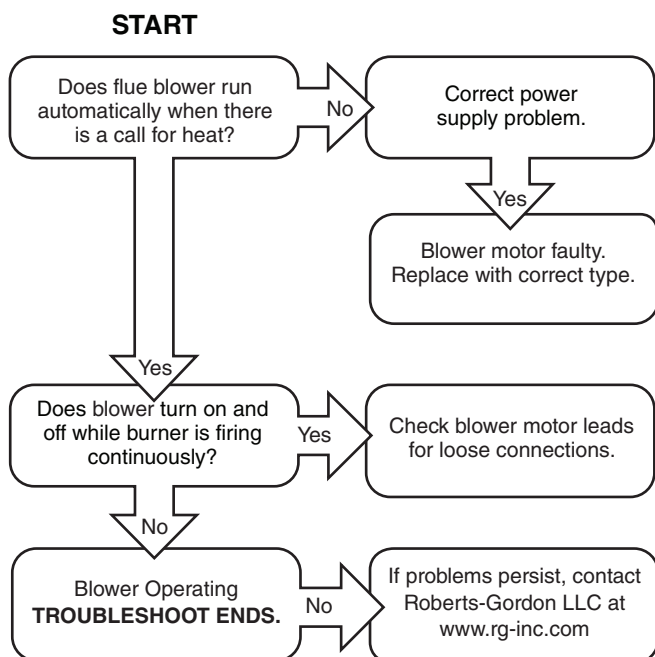 START
Does flue blower run
automatically when there
is a call for heat?
No
Correct power
supply problem.
Yes
Blower motor faulty.
Replace with correct type.
Yes
Does blower turn on and
off while burner is firing
continuously?
Yes
Check blower motor leads
for loose connections.
No
Blower Operating
TROUBLESHOOT ENDS.
No
If problems persist, contact
Roberts-Gordon LLC at
www.rg-inc.com